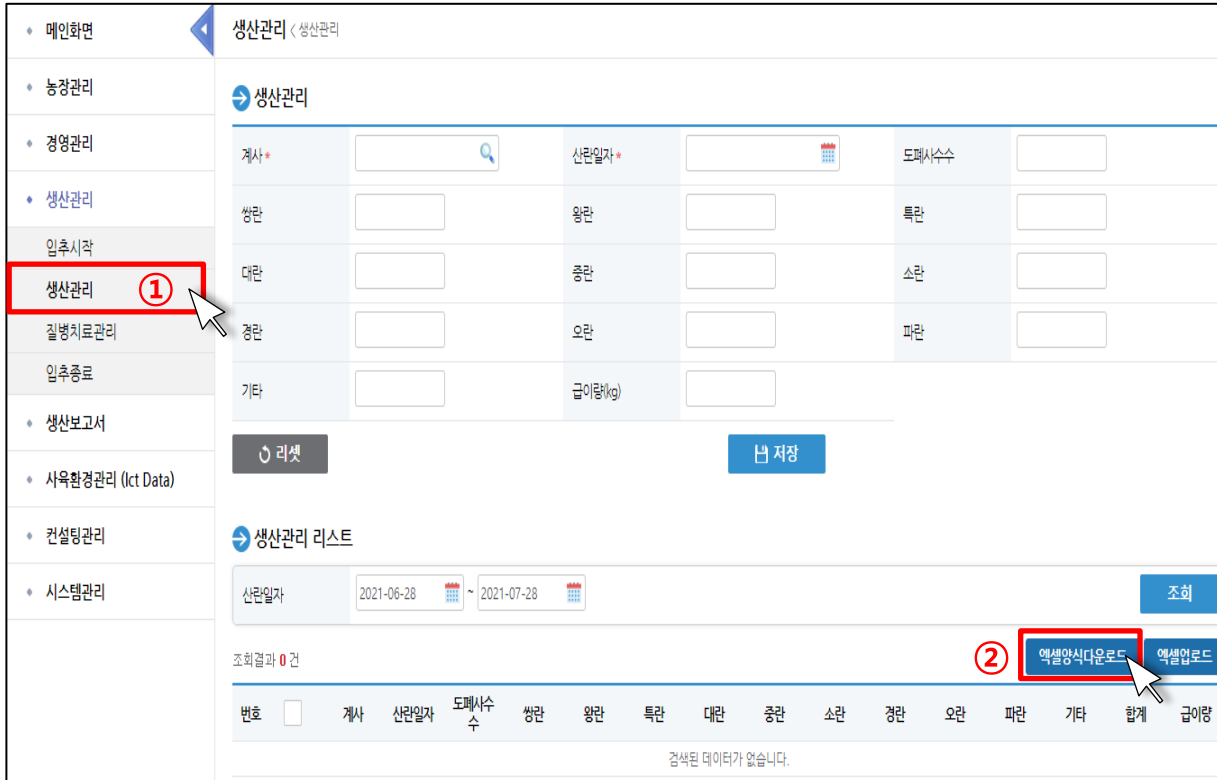 메인화면
농장관리
경영관리
생산관리
입추시작
생산관리 ①
질병치료관리
입추종료
생산보고서
사육환경관리 (Ict Data)
컨설팅관리
시스템관리
생산관리 < 생산관리
생산관리
계사* 산란일자* 도폐사수수
쌍란 왕란 특란
대란 중란 소란
경란 오란 파란
기타 급이량(kg)
리셋 저장
생산관리 리스트
산란일자 2021-06-28 ~ 2021-07-28 조회
조회결과 0 건 ② 엑셀양식다운로드 엑셀업로드
번호 계사 산란일자 도폐사수 쌍란 왕란 특란 대란 중란 소란 경란 오란 파란 기타 합계 급이량
수
검색된 데이터가 없습니다.